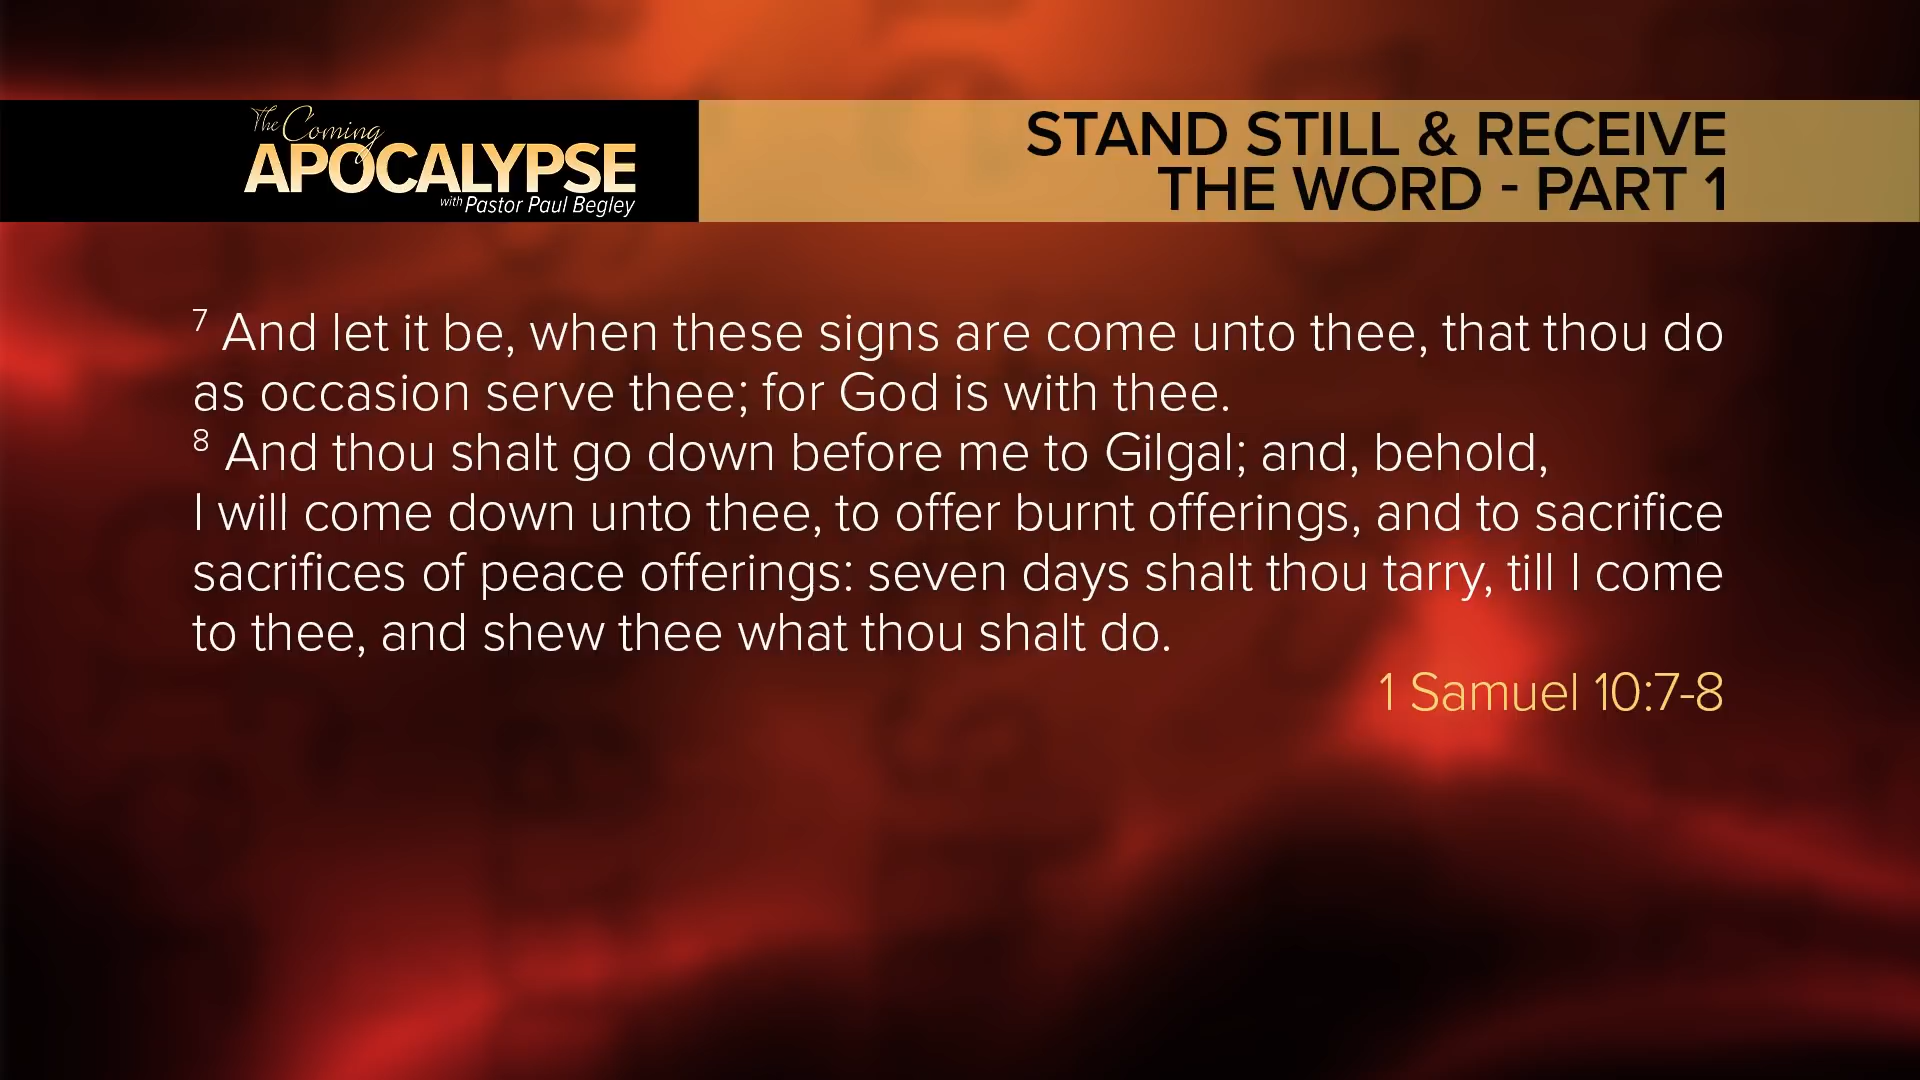 The Coming
APOCALYPSE
with Pastor Paul Begley
STAND STILL & RECEIVE
THE WORD - PART 1
7 And let it be, when these signs are come unto thee, that thou do
as occasion serve thee; for God is with thee.
8 And thou shalt go down before me to Gilgal; and, behold,
I will come down unto thee, to offer burnt offerings, and to sacrifice
sacrifices of peace offerings: seven days shalt thou tarry, till I come
to thee, and shew thee what thou shalt do.
1 Samuel 10:7-8